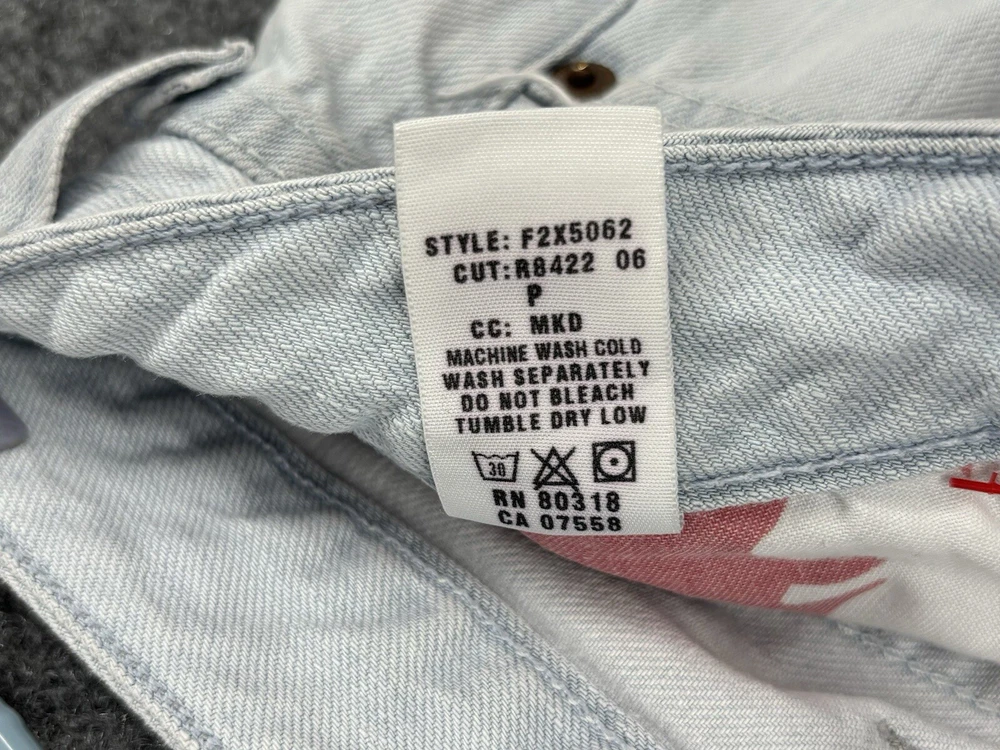 STYLE: F2X5062
CUT:R8422 06
P
CC: MKD
MACHINE WASH COLD
WASH SEPARATELY
DO NOT BLEACH
TUMBLE DRY LOW
30
RN 80318
CA 07558